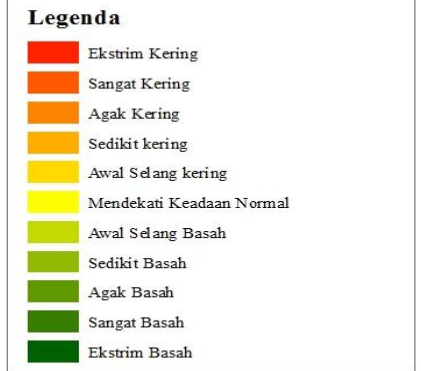 Legenda
Ekstrim Kering
Sangat Kering
Agak Kering
Sedikit kering
Awal Selang kering
Mendekati Keadaan Normal
Awal Selang Basah
Sedikit Basah
Agak Basah
Sangat Basah
Ekstrim Basah